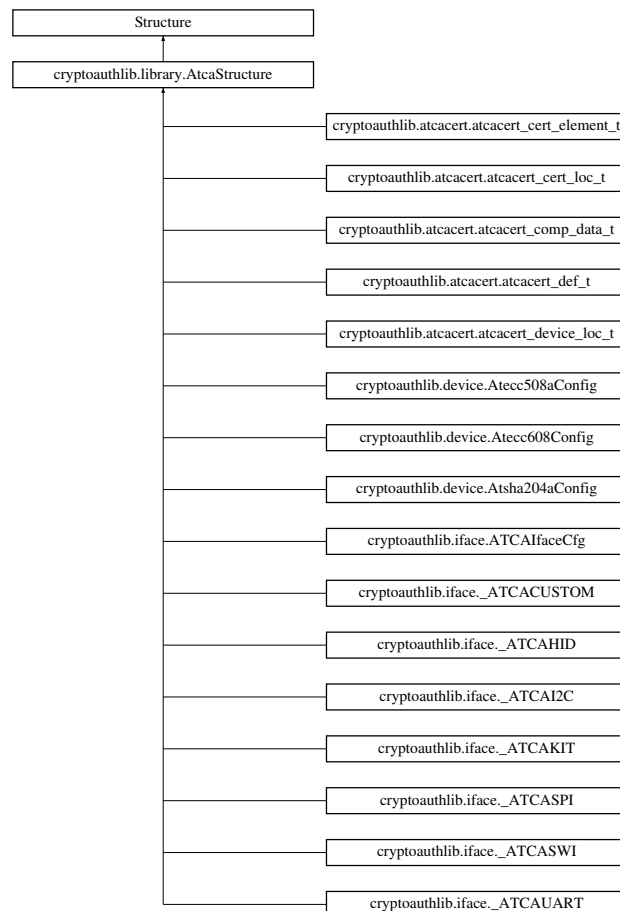 Structure
cryptoauthlib.library.AtcaStructure
cryptoauthlib.atcacert.atcacert_cert_element_t
cryptoauthlib.atcacert.atcacert_cert_loc_t
cryptoauthlib.atcacert.atcacert_comp_data_t
cryptoauthlib.atcacert.atcacert_def_t
cryptoauthlib.atcacert.atcacert_device_loc_t
cryptoauthlib.device.Atecc508aConfig
cryptoauthlib.device.Atecc608Config
cryptoauthlib.device.Atsha204aConfig
cryptoauthlib.iface.ATCAIfaceCfg
cryptoauthlib.iface._ATCACUSTOM
cryptoauthlib.iface._ATCAHID
cryptoauthlib.iface._ATCAI2C
cryptoauthlib.iface._ATCAKIT
cryptoauthlib.iface._ATCASPI
cryptoauthlib.iface._ATCASWI
cryptoauthlib.iface._ATCAUART